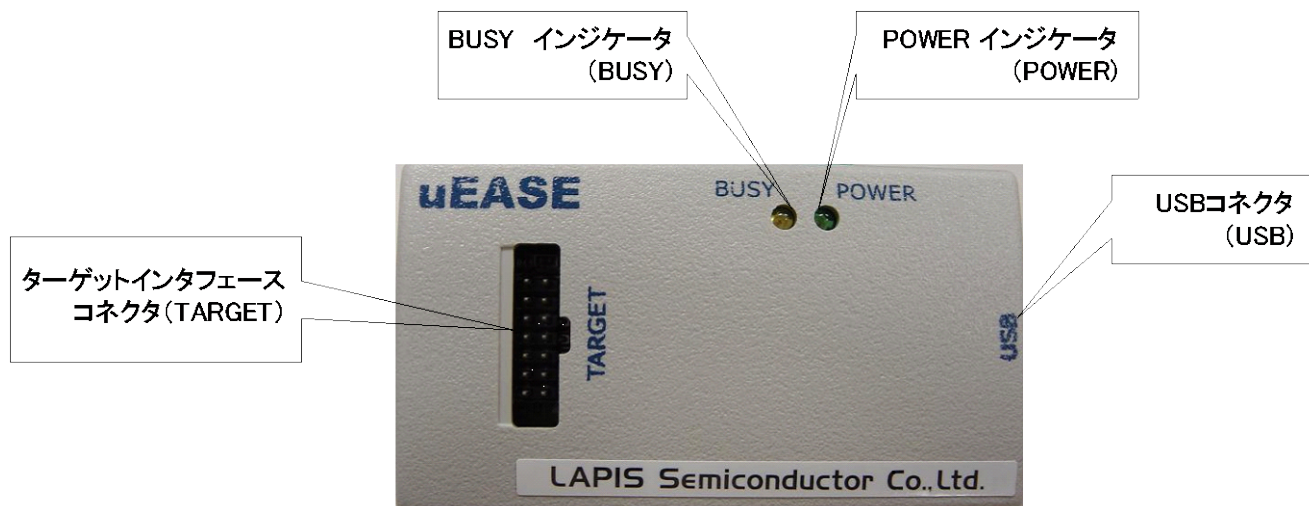 BUSY インジケータ
(BUSY)
POWER インジケータ
(POWER)
USBコネクタ
(USB)
ターゲットインタフェース
コネクタ(TARGET)
uEASE
BUSY
POWER
TARGET
USB
LAPIS Semiconductor Co.,Ltd.